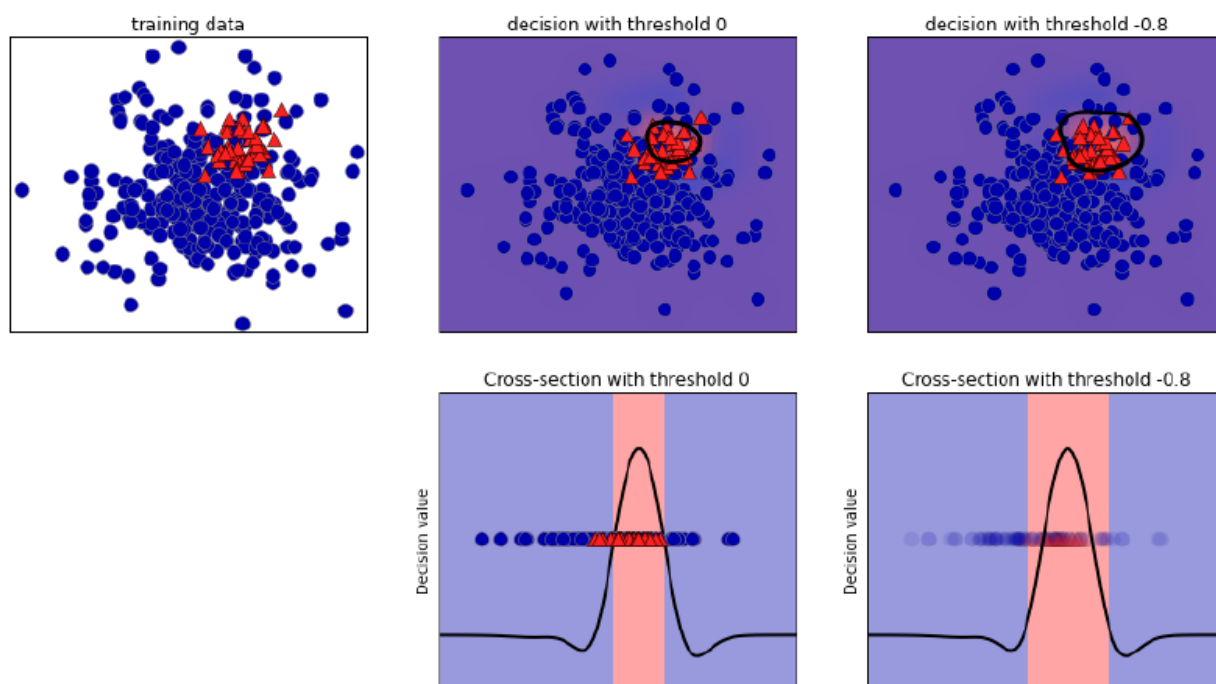 training data
decision with threshold 0
decision with threshold -0.8
Cross-section with threshold 0
Cross-section with threshold -0.8
Decision value
Decision value